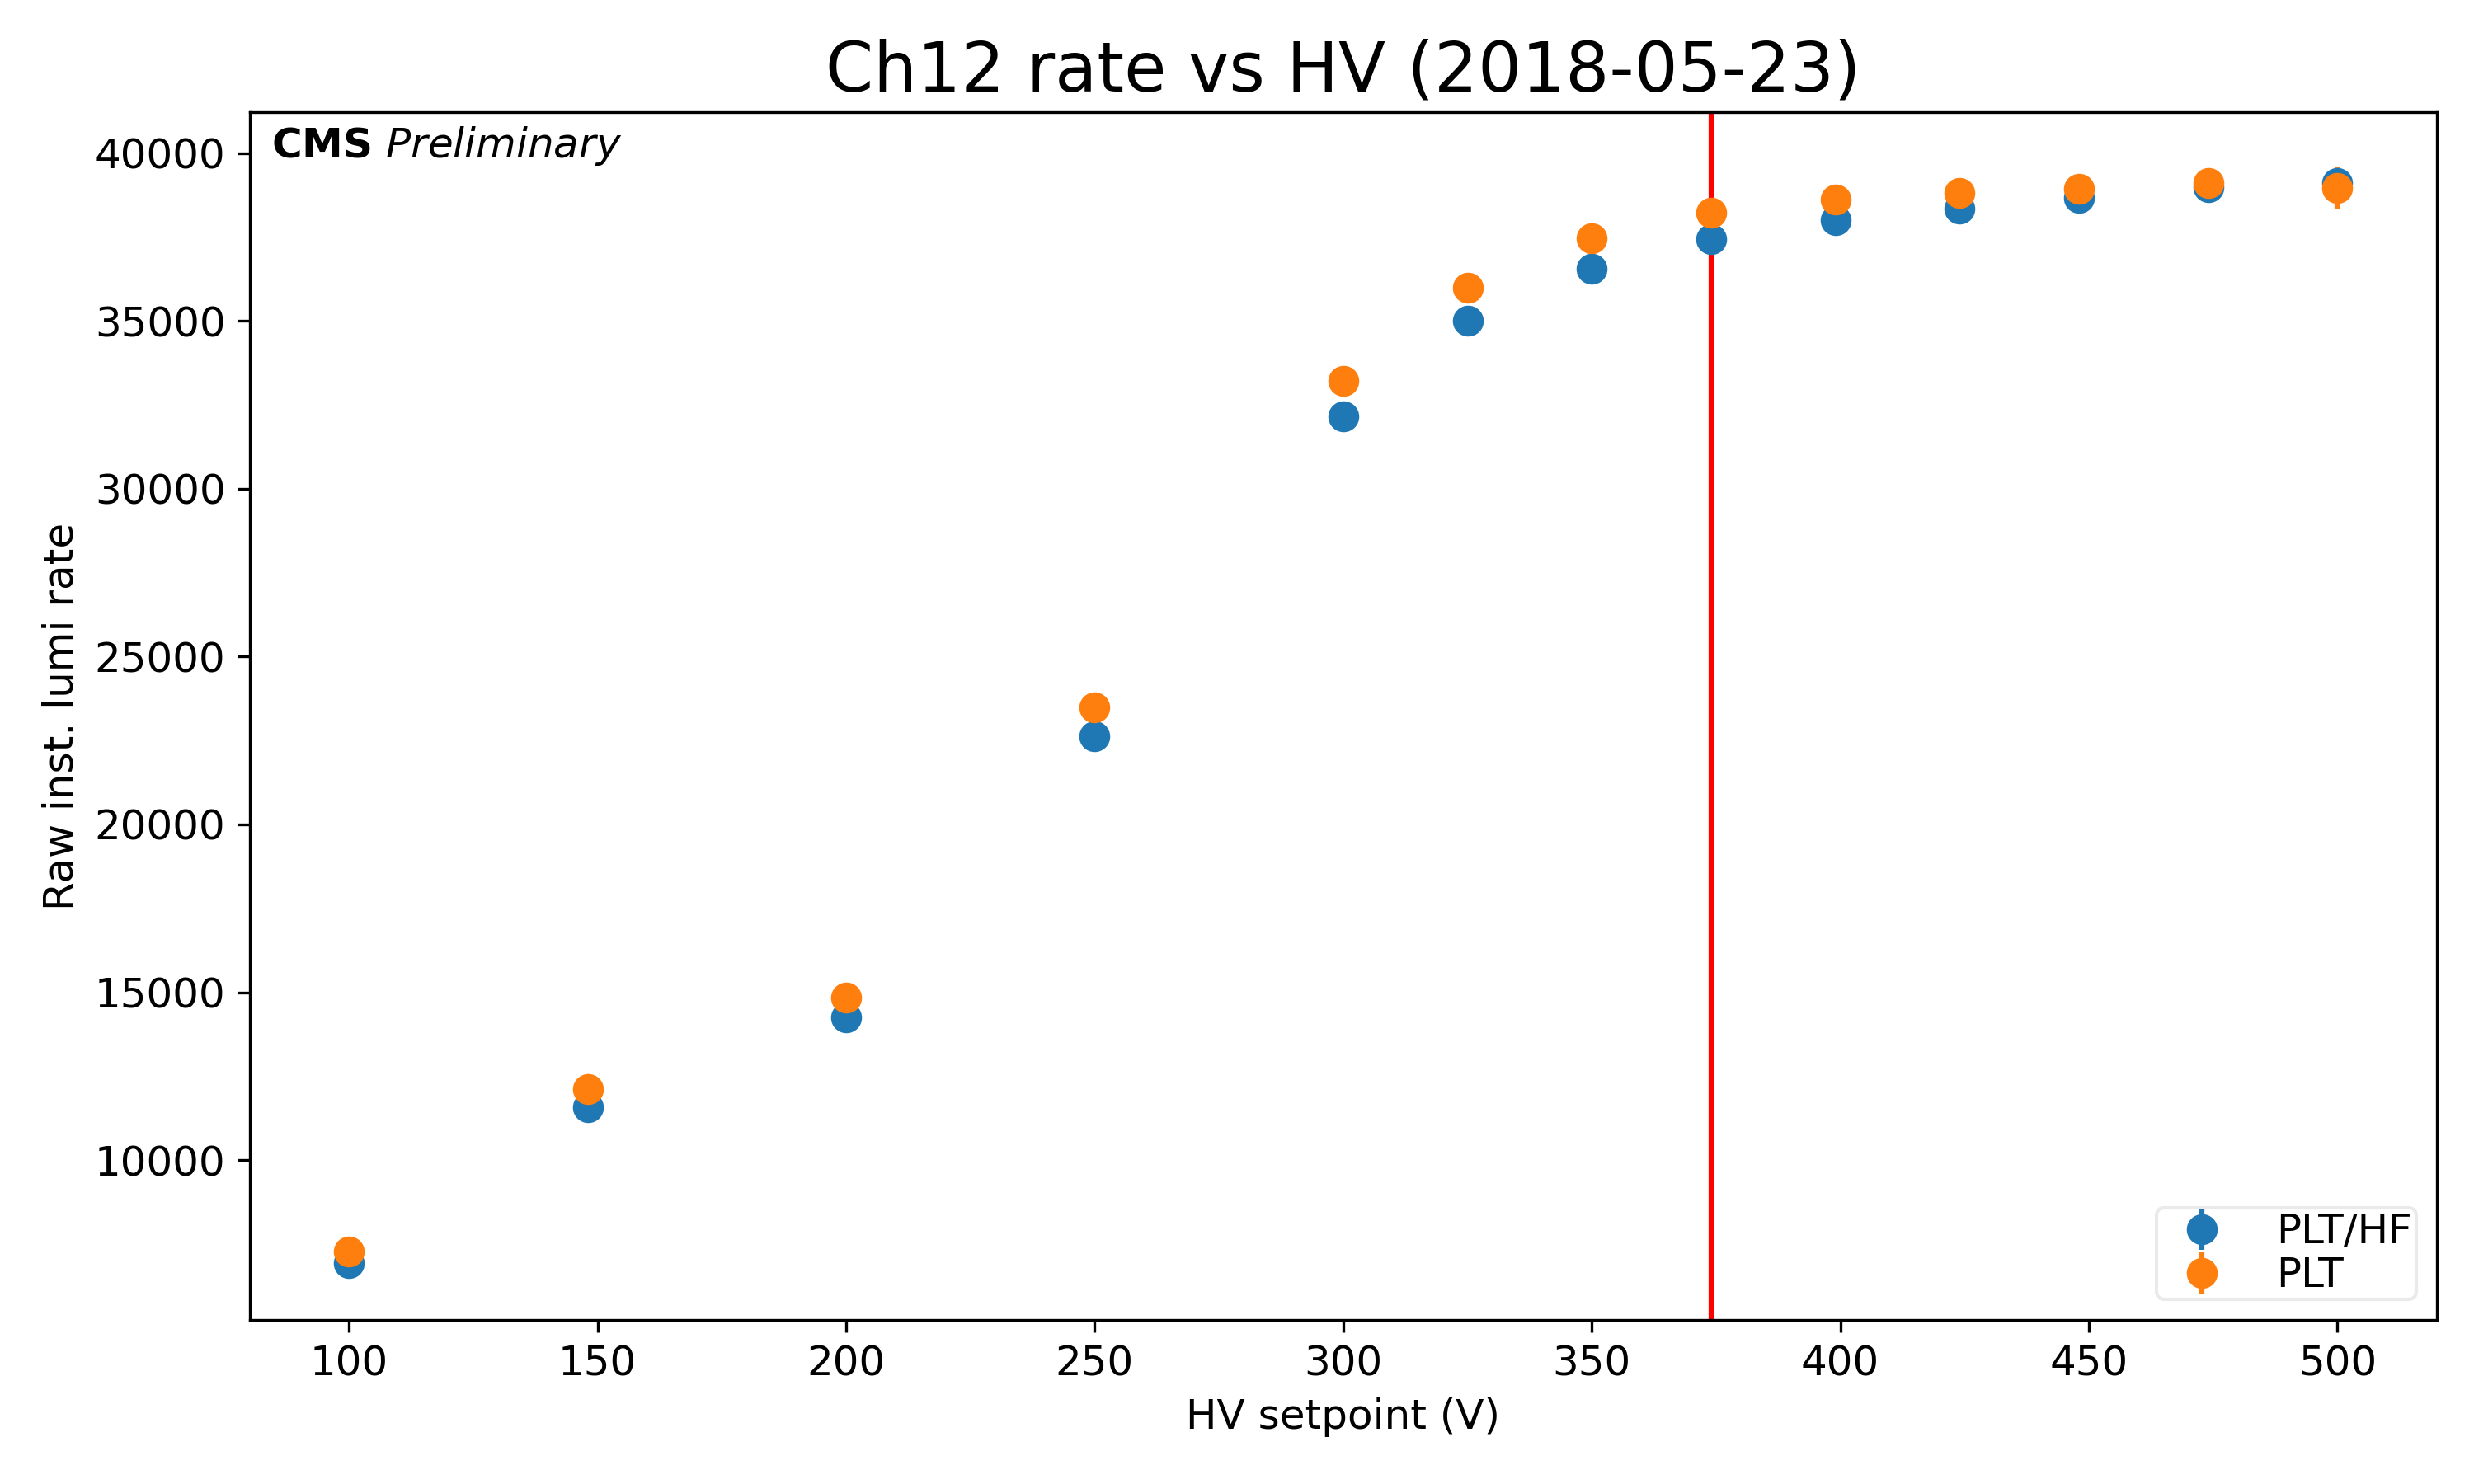 Ch12 rate vs HV (2018-05-23)
CMS Preliminary
40000
35000
30000
25000
20000
15000
10000
Raw inst. lumi rate
PLT/HF
PLT
100 150 200 250 300 350 400 450 500
HV setpoint (V)